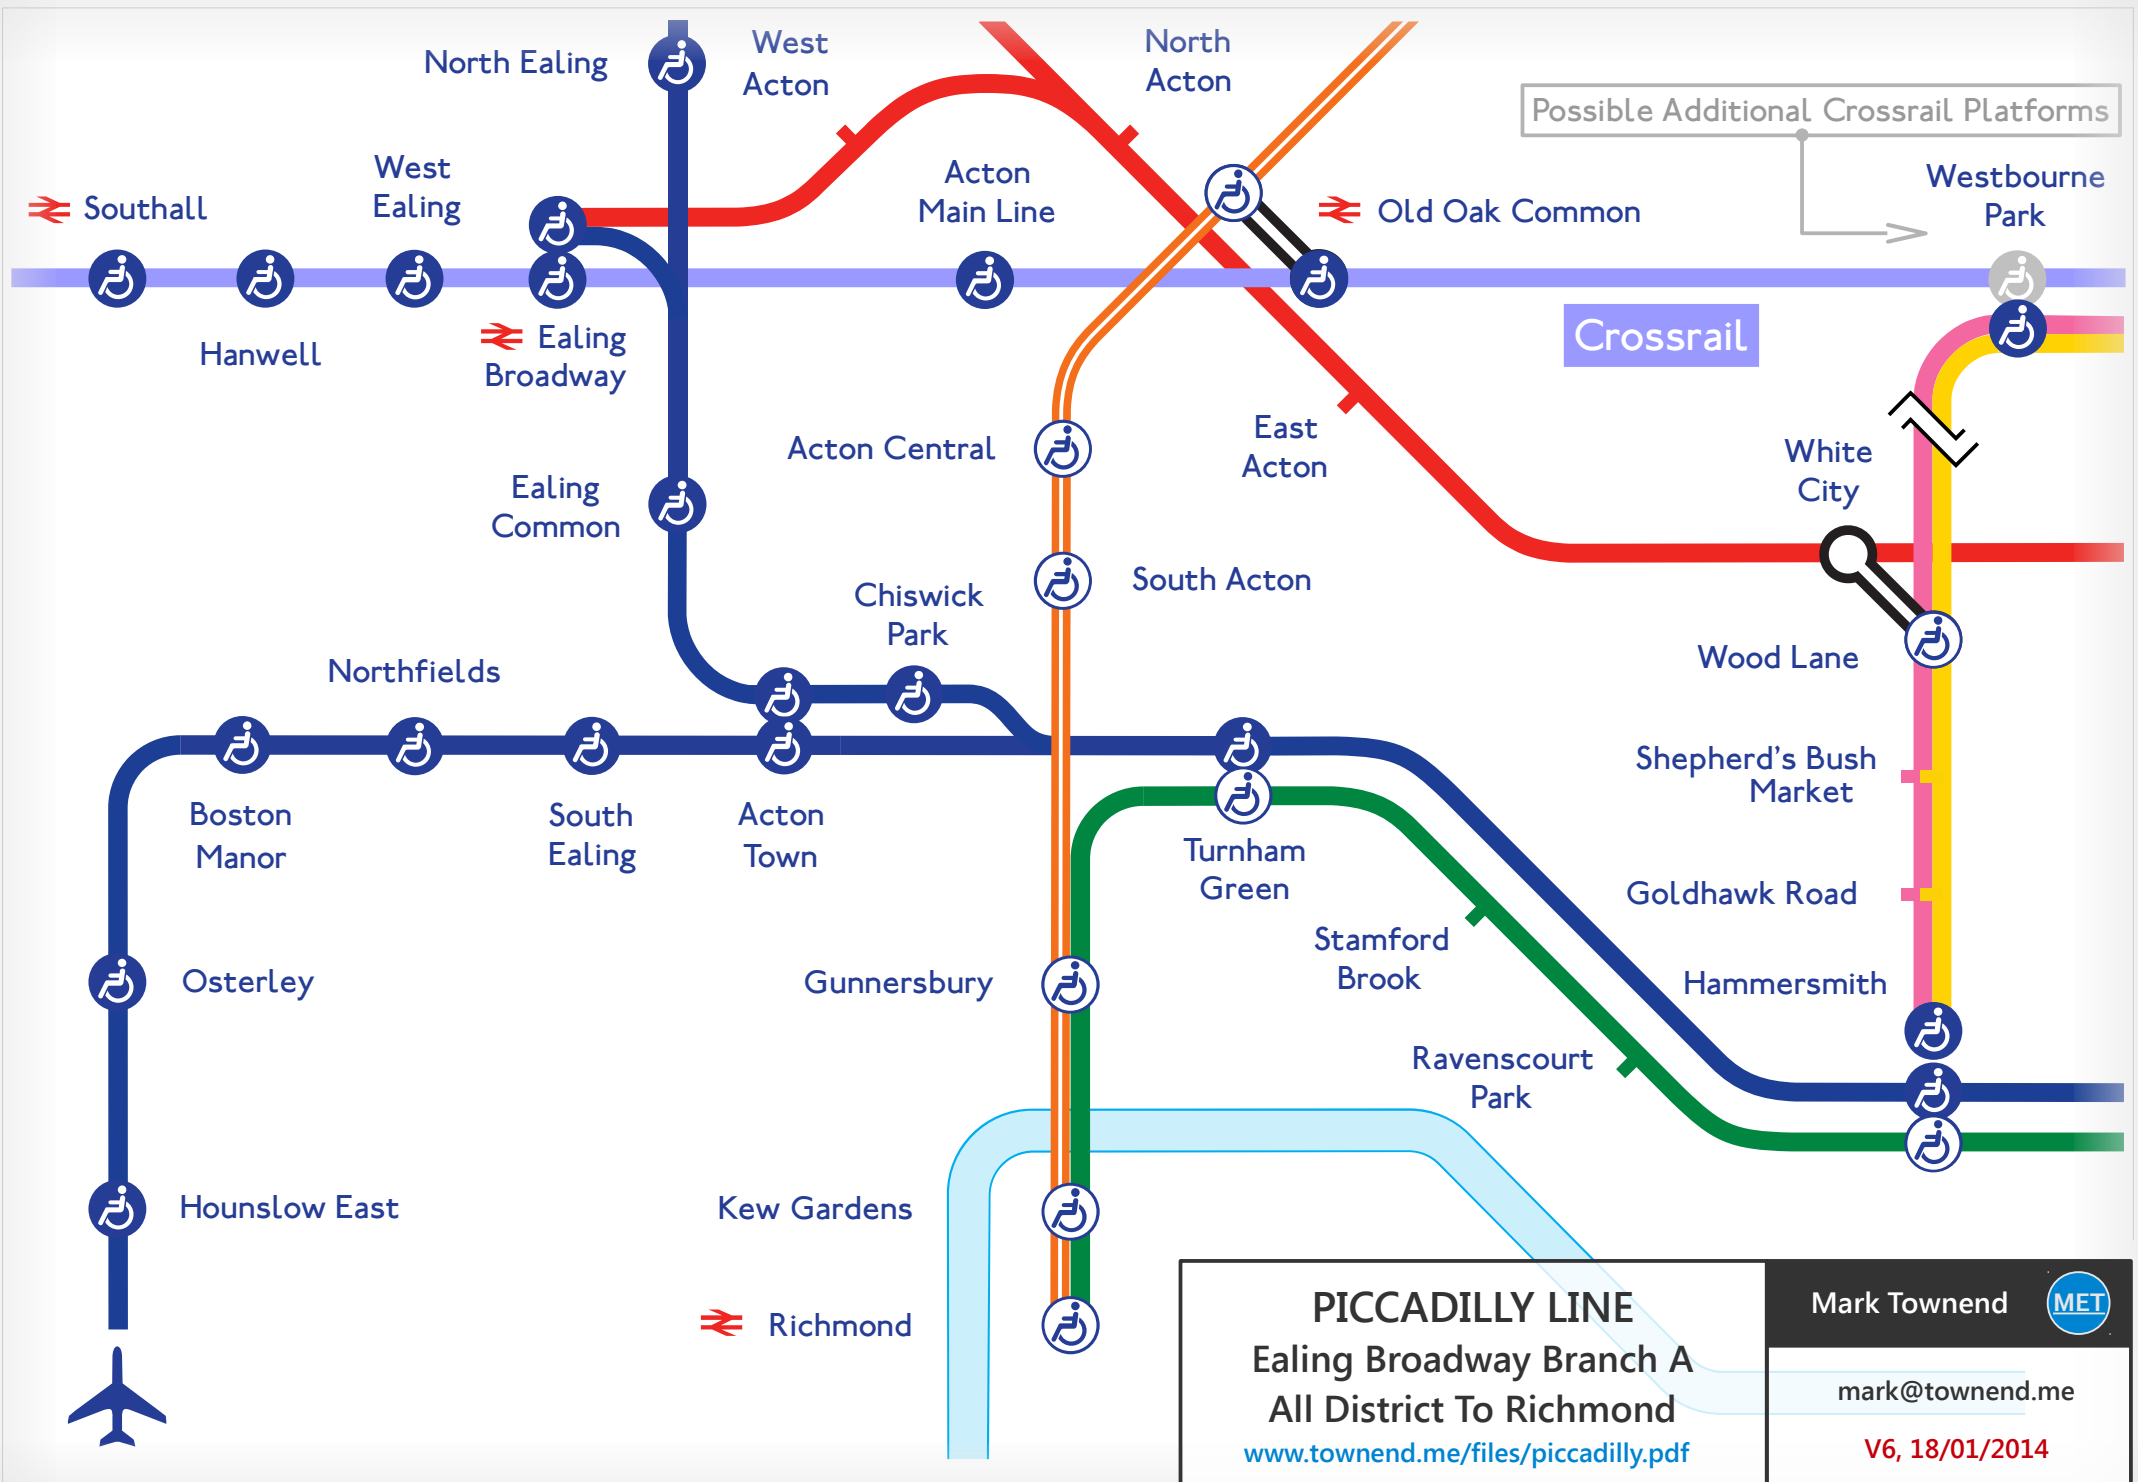 North Ealing
West
Acton
North
Acton
Possible Additional Crossrail Platforms
Southall
West
Ealing
Acton
Main Line
Old Oak Common
Westbourne
Park
Hanwell
Ealing
Broadway
Crossrail
Acton Central
East
Acton
White
City
Ealing
Common
South Acton
Chiswick
Park
Wood Lane
Northfields
Shepherd's Bush
Market
Boston
Manor
South
Ealing
Acton
Town
Turnham
Green
Goldhawk Road
Stamford
Brook
Osterley
Gunnersbury
Hammersmith
Ravenscourt
Park
Hounslow East
Kew Gardens
Richmond
PICCADILLY LINE
Ealing Broadway Branch A
All District To Richmond
www.townend.me/files/piccadilly.pdf
Mark Townend
MET
mark@townend.me
V6, 18/01/2014